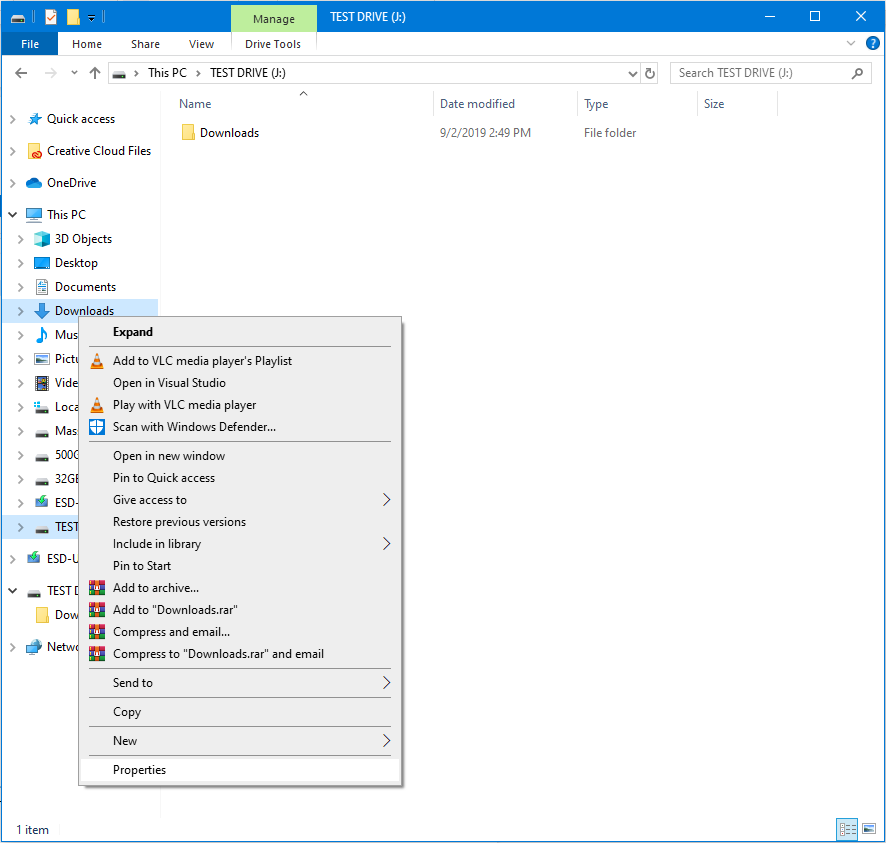 Manage
TEST DRIVE (J:)
File
Home
Share
View
Drive Tools
This PC
TEST DRIVE (J:)
Search TEST DRIVE (J:)
Name
Date modified
Type
Size
Downloads
9/2/2019 2:49 PM
File folder
Quick access
Creative Cloud Files
OneDrive
This PC
3D Objects
Desktop
Documents
Downloads
Mus
Pictu
Vide
Loca
Mas
500G
32GB
ESD-
TEST
ESD-U
TEST D
Dow
Netwo
Expand
Add to VLC media player's Playlist
Open in Visual Studio
Play with VLC media player
Scan with Windows Defender...
Open in new window
Pin to Quick access
Give access to
Restore previous versions
Include in library
Pin to Start
Add to archive...
Add to "Downloads.rar"
Compress and email...
Compress to "Downloads.rar" and email
Send to
Copy
New
Properties
1 item